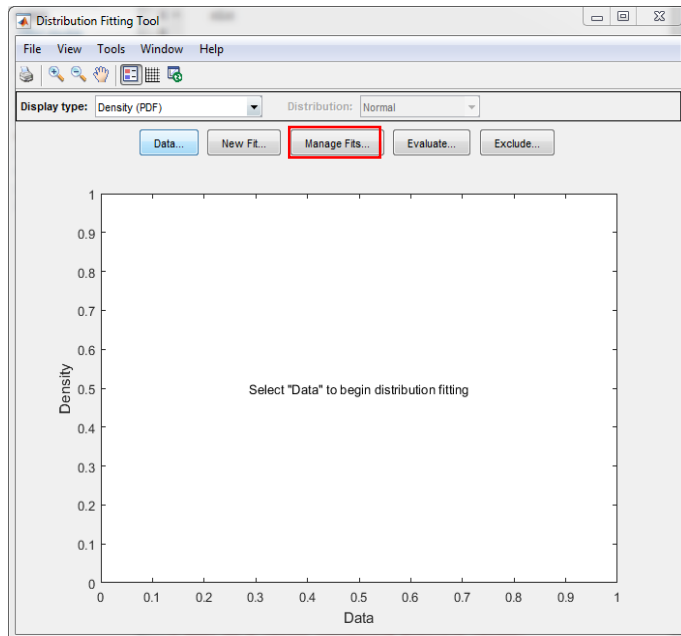 Distribution Fitting Tool
File View Tools Window Help
Display type: Density (PDF) Distribution: Normal
Data... New Fit... Manage Fits... Evaluate... Exclude...
1
0.9
0.8
0.7
0.6
Density
0.5
Select "Data" to begin distribution fitting
0.4
0.3
0.2
0.1
0
0 0.1 0.2 0.3 0.4 0.5 0.6 0.7 0.8 0.9 1
Data